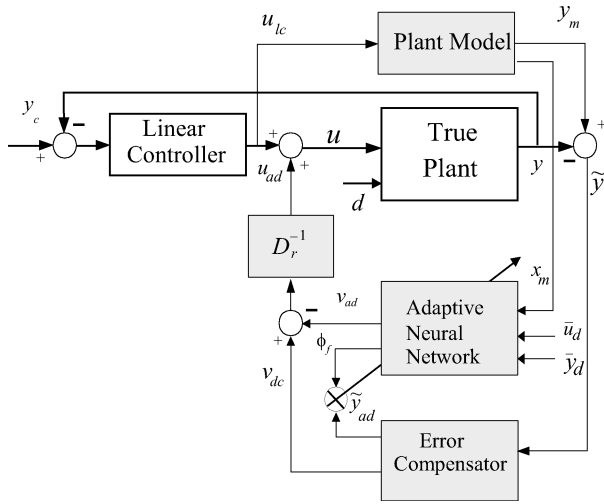 u_lc
y_m
Plant Model
y_c
−
+
Linear
Controller
u_ad
+
+
u
True
Plant
y
−
+
ỹ
d
D_r^{-1}
x_m
v_ad
−
+
ϕ_f
v_dc
Adaptive
Neural
Network
ū_d
ȳ_d
ỹ_ad
Error
Compensator